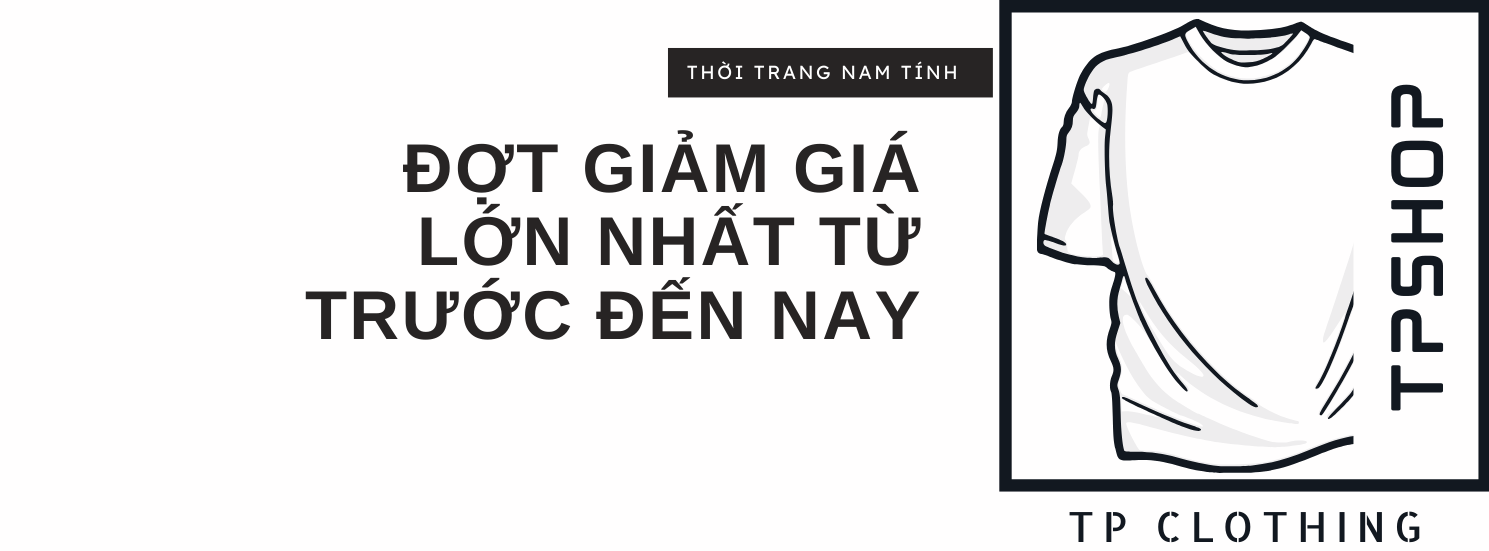 THỜI TRANG NAM TÍNH
ĐỢT GIẢM GIÁ
LỚN NHẤT TỪ
TRƯỚC ĐẾN NAY
TPSHOP
TP CLOTHING